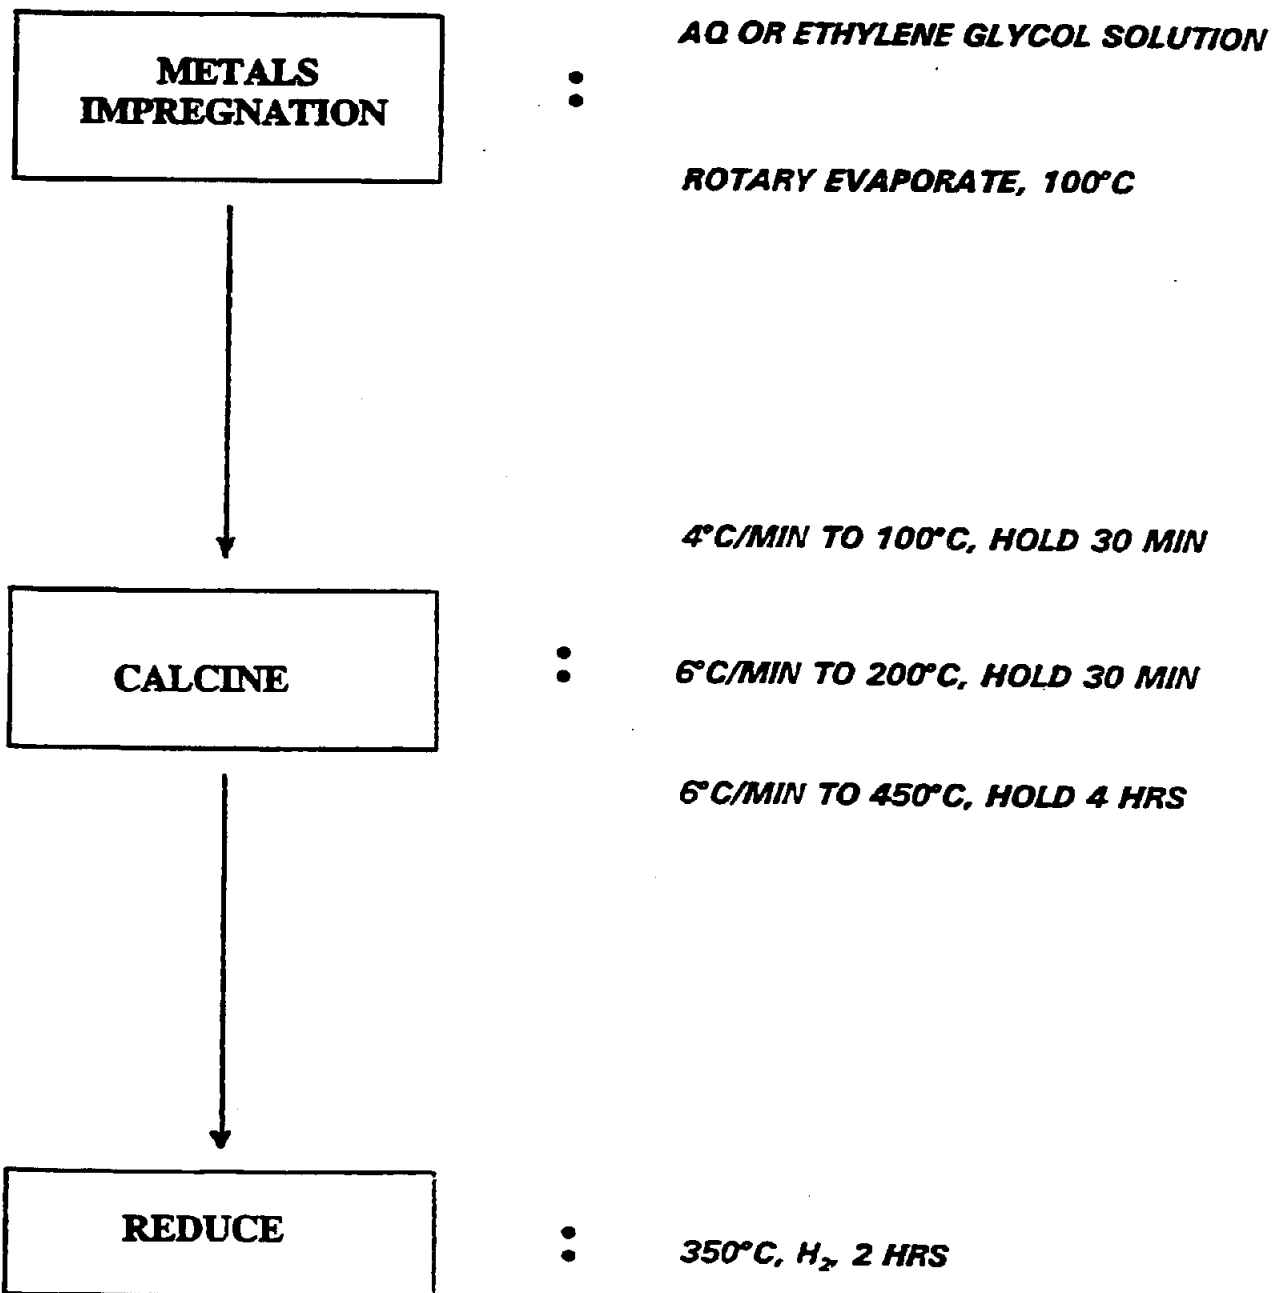 METALS
IMPREGNATION
:
AQ OR ETHYLENE GLYCOL SOLUTION
ROTARY EVAPORATE, 100°C
4°C/MIN TO 100°C, HOLD 30 MIN
CALCINE
:
6°C/MIN TO 200°C, HOLD 30 MIN
6°C/MIN TO 450°C, HOLD 4 HRS
REDUCE
:
350°C, H₂, 2 HRS